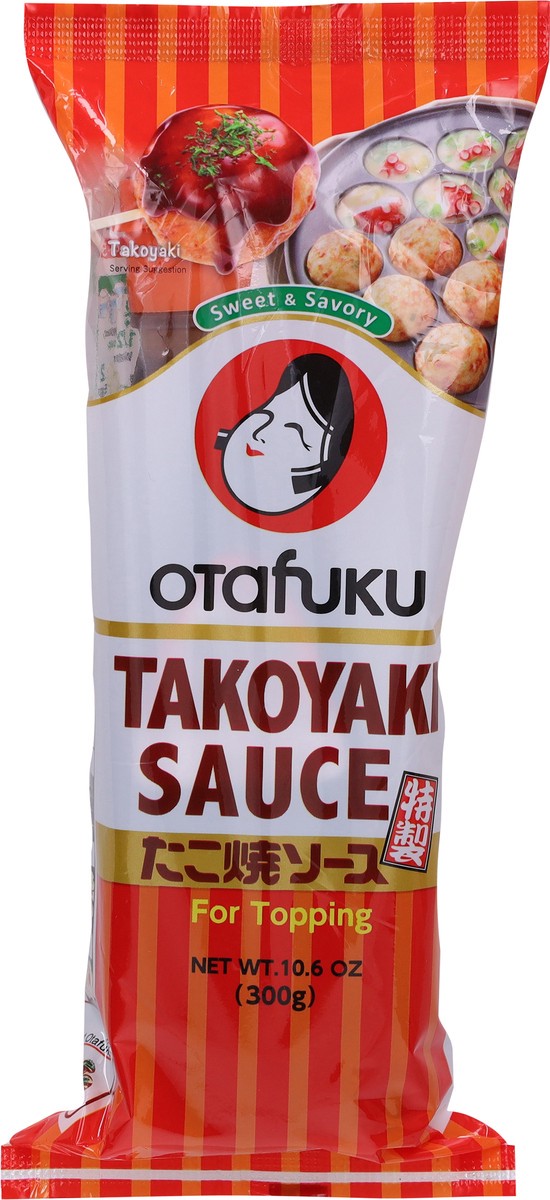 Takoyaki
Serving Suggestion
Sweet & Savory
OTafuKU
TAKOYAKI
SAUCE
特製
たこ焼ソース
For Topping
NET WT.10.6 OZ
(300g)